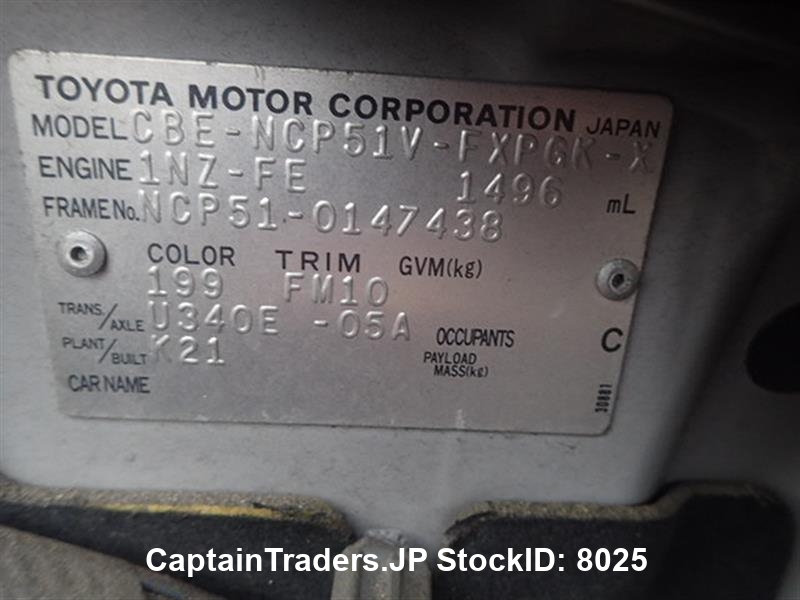 TOYOTA MOTOR CORPORATION JAPAN
MODEL CBE-NCP51V-FXPGK-X
ENGINE 1NZ-FE 1496 mL
FRAME No. NCP51-0147438
COLOR TRIM GVM(kg)
199 FM10
TRANS./AXLE U340E -05A OCCUPANTS C
PLANT/BUILT K21 PAYLOAD MASS(kg)
CAR NAME
30881
CaptainTraders.JP StockID: 8025